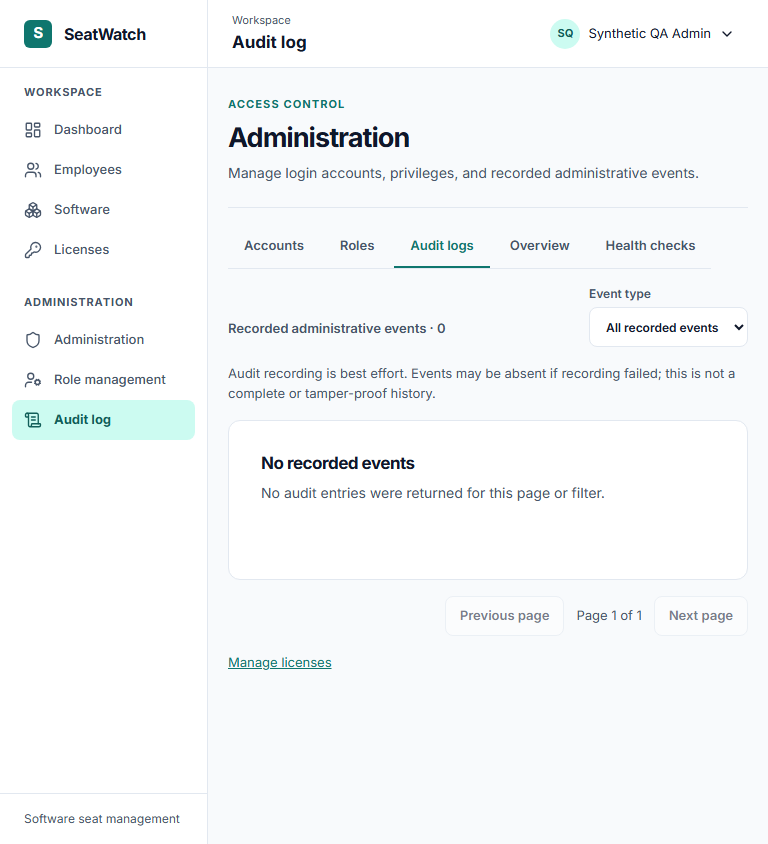 S
SeatWatch
WORKSPACE
Dashboard
Employees
Software
Licenses
ADMINISTRATION
Administration
Role management
Audit log
Software seat management
Workspace
Audit log
SQ
Synthetic QA Admin
ACCESS CONTROL
Administration
Manage login accounts, privileges, and recorded administrative events.
Accounts
Roles
Audit logs
Overview
Health checks
Recorded administrative events · 0
Event type
All recorded events
Audit recording is best effort. Events may be absent if recording failed; this is not a
complete or tamper-proof history.
No recorded events
No audit entries were returned for this page or filter.
Previous page
Page 1 of 1
Next page
Manage licenses